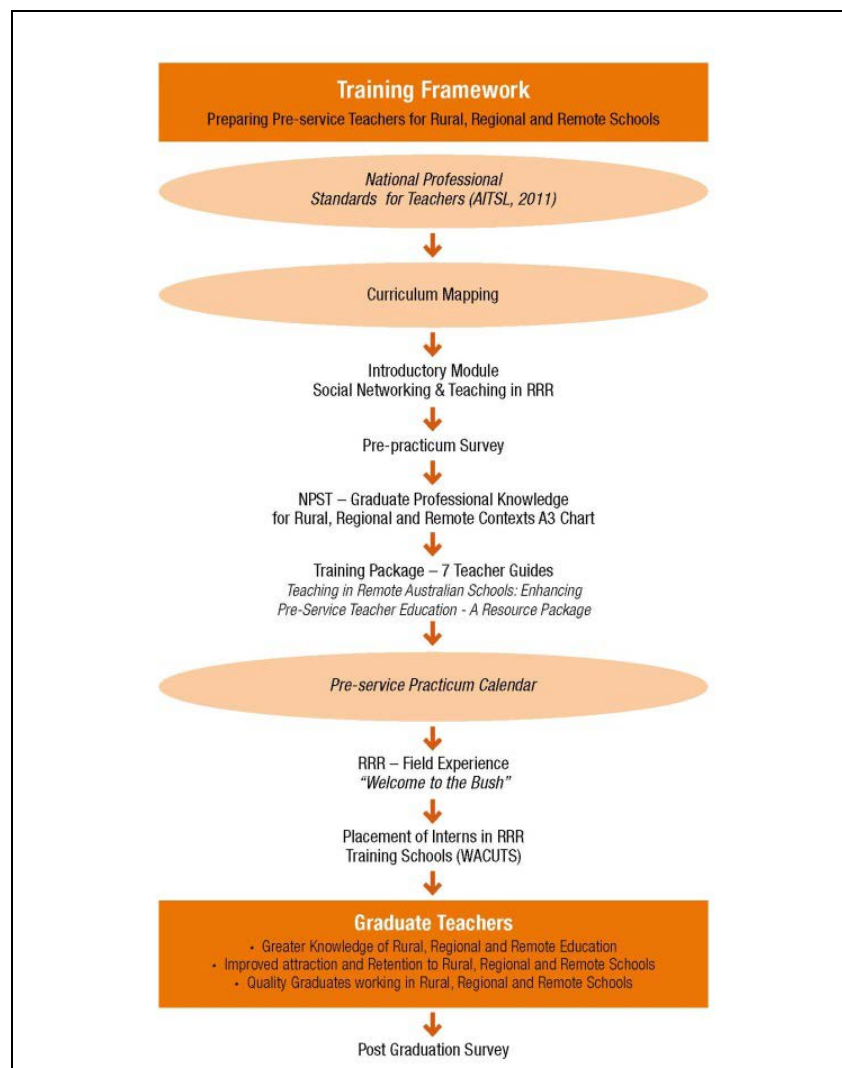 Training Framework
Preparing Pre-service Teachers for Rural, Regional and Remote Schools
National Professional
Standards for Teachers (AITSL, 2011)
Curriculum Mapping
Introductory Module
Social Networking & Teaching in RRR
Pre-practicum Survey
NPST – Graduate Professional Knowledge
for Rural, Regional and Remote Contexts A3 Chart
Training Package – 7 Teacher Guides
Teaching in Remote Australian Schools: Enhancing
Pre-Service Teacher Education - A Resource Package
Pre-service Practicum Calendar
RRR – Field Experience
“Welcome to the Bush”
Placement of Interns in RRR
Training Schools (WACUTS)
Graduate Teachers
• Greater Knowledge of Rural, Regional and Remote Education
• Improved attraction and Retention to Rural, Regional and Remote Schools
• Quality Graduates working in Rural, Regional and Remote Schools
Post Graduation Survey